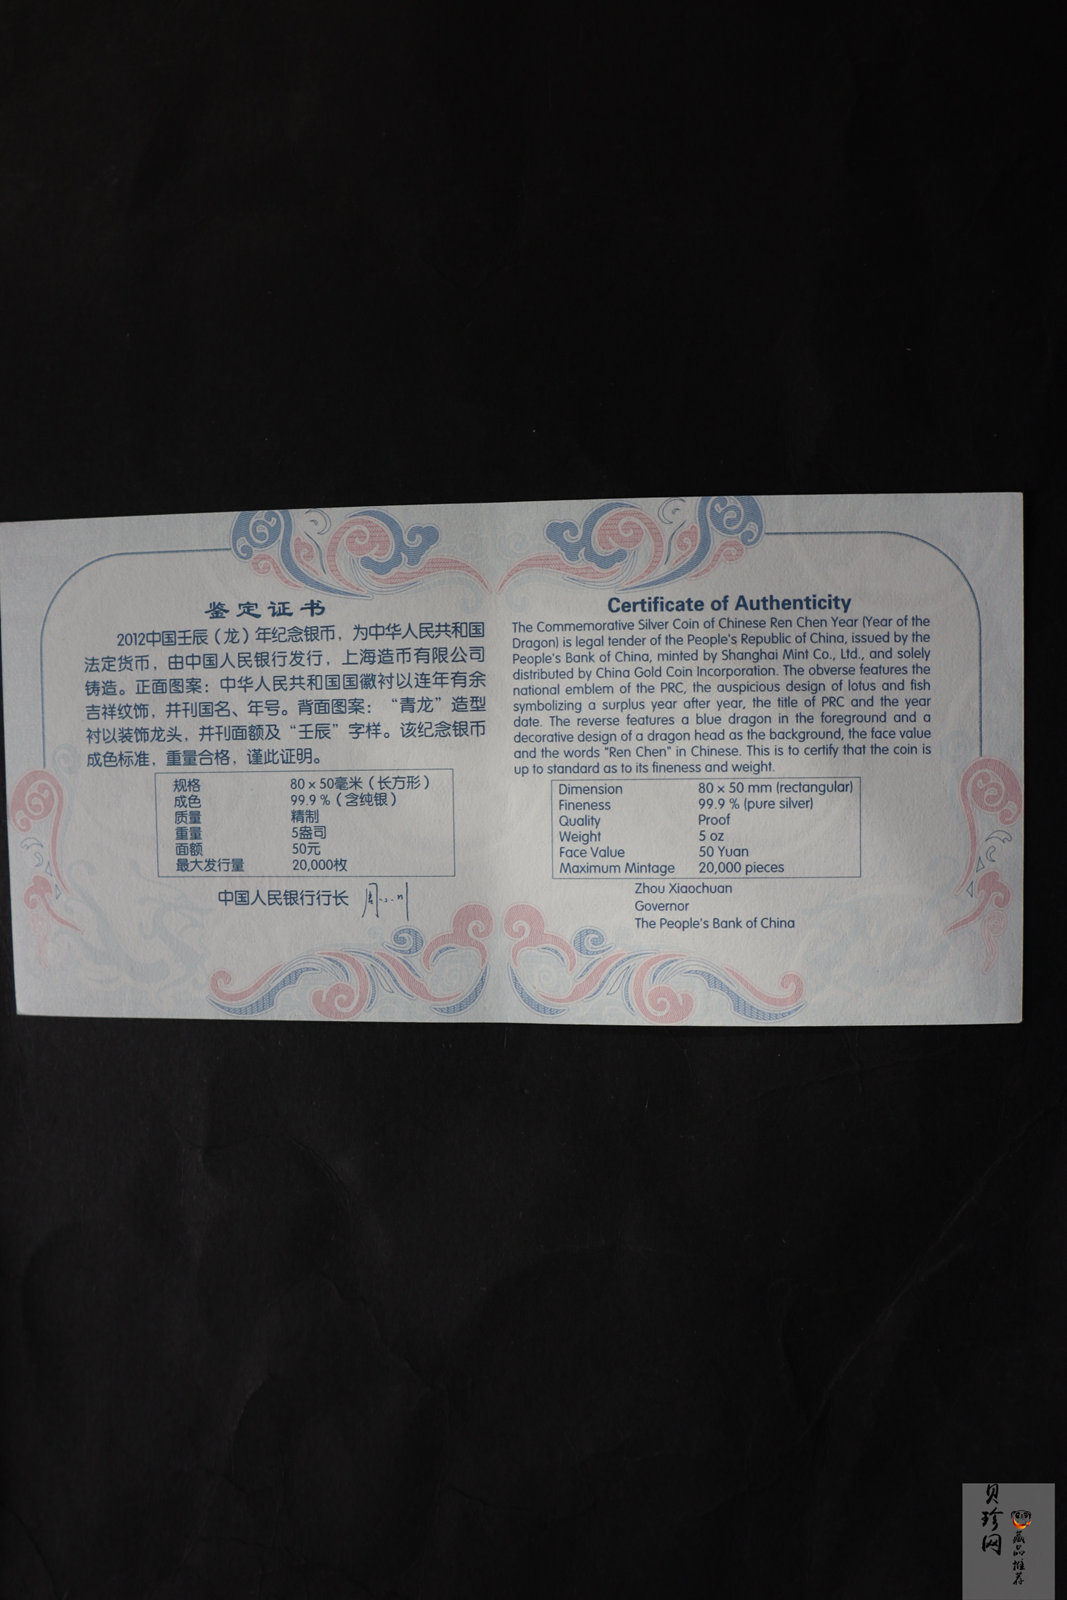 鉴定证书
2012中国壬辰（龙）年纪念银币，为中华人民共和国
法定货币，由中国人民银行发行，上海造币有限公司
铸造。正面图案：中华人民共和国国徽衬以连年有余
吉祥纹饰，并刊国名、年号。背面图案：“青龙”造型
衬以装饰龙头，并刊面额及“壬辰”字样。该纪念银币
成色标准，重量合格，谨此证明。
规格 80×50毫米（长方形）
成色 99.9%（含纯银）
质量 精制
重量 5盎司
面额 50元
最大发行量 20,000枚
中国人民银行行长
Certificate of Authenticity
The Commemorative Silver Coin of Chinese Ren Chen Year (Year of the
Dragon) is legal tender of the People's Republic of China, issued by the
People's Bank of China, minted by Shanghai Mint Co., Ltd., and solely
distributed by China Gold Coin Incorporation. The obverse features the
national emblem of the PRC, the auspicious design of lotus and fish
symbolizing a surplus year after year, the title of PRC and the year
date. The reverse features a blue dragon in the foreground and a
decorative design of a dragon head as the background, the face value
and the words "Ren Chen" in Chinese. This is to certify that the coin is
up to standard as to its fineness and weight.
Dimension 80 × 50 mm (rectangular)
Fineness 99.9 % (pure silver)
Quality Proof
Weight 5 oz
Face Value 50 Yuan
Maximum Mintage 20,000 pieces
Zhou Xiaochuan
Governor
The People's Bank of China
贝珍网
藏品推荐